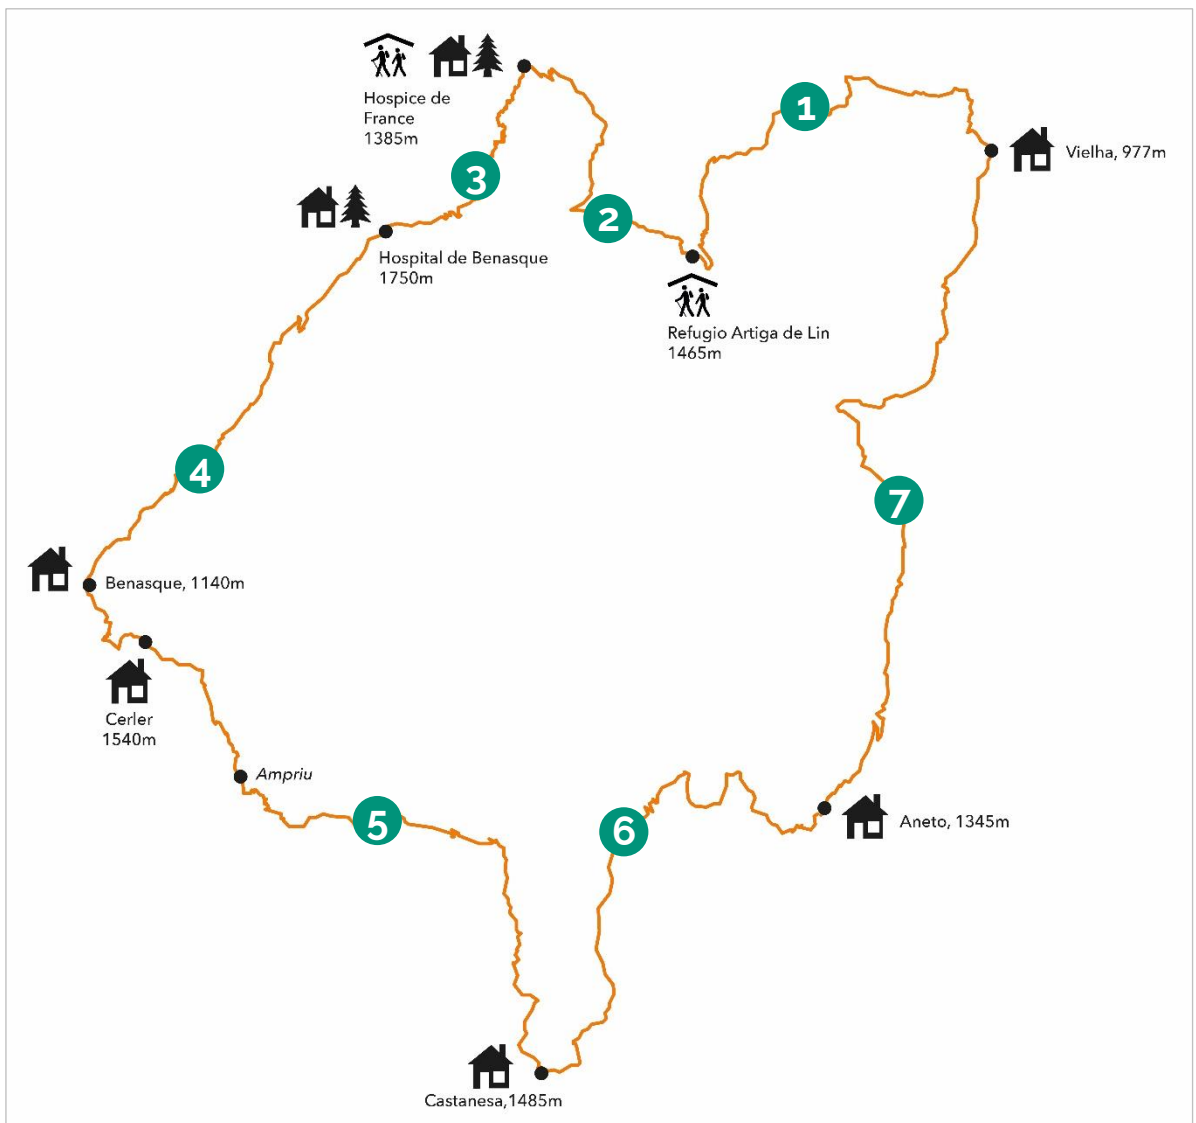 Hospice de
France
1385m
1
Vielha, 977m
3
2
Hospital de Benasque
1750m
Refugio Artiga de Lin
1465m
4
7
Benasque, 1140m
Cerler
1540m
Ampriu
5
6
Aneto, 1345m
Castanesa,1485m